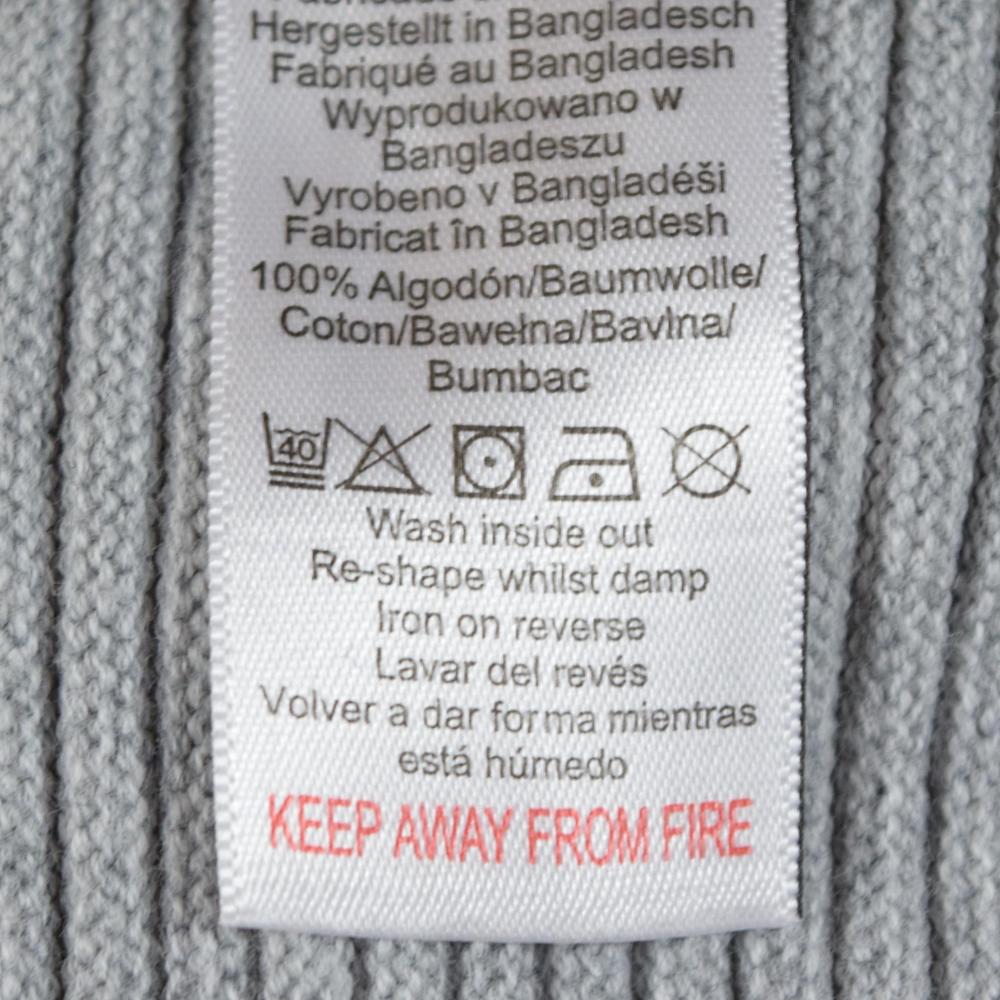 Hergestellt in Bangladesch
Fabriqué au Bangladesh
Wyprodukowano w
Bangladeszu
Vyrobeno v Bangladéši
Fabricat în Bangladesh
100% Algodón/Baumwolle/
Coton/Bawełna/Bavlna/
Bumbac
40
Wash inside out
Re-shape whilst damp
Iron on reverse
Lavar del revés
Volver a dar forma mientras
está húmedo
KEEP AWAY FROM FIRE